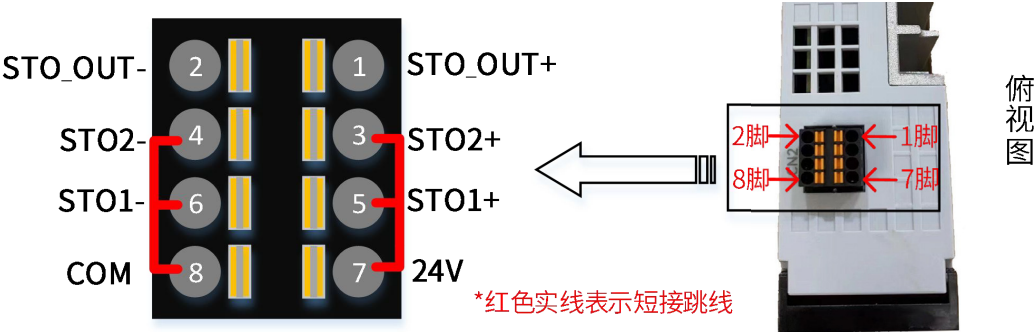 STO_OUT- 2 1 STO_OUT+
STO2- 4 3 STO2+
STO1- 6 5 STO1+
COM 8 7 24V
*红色实线表示短接跳线
2脚 1脚
8脚 7脚
俯视图